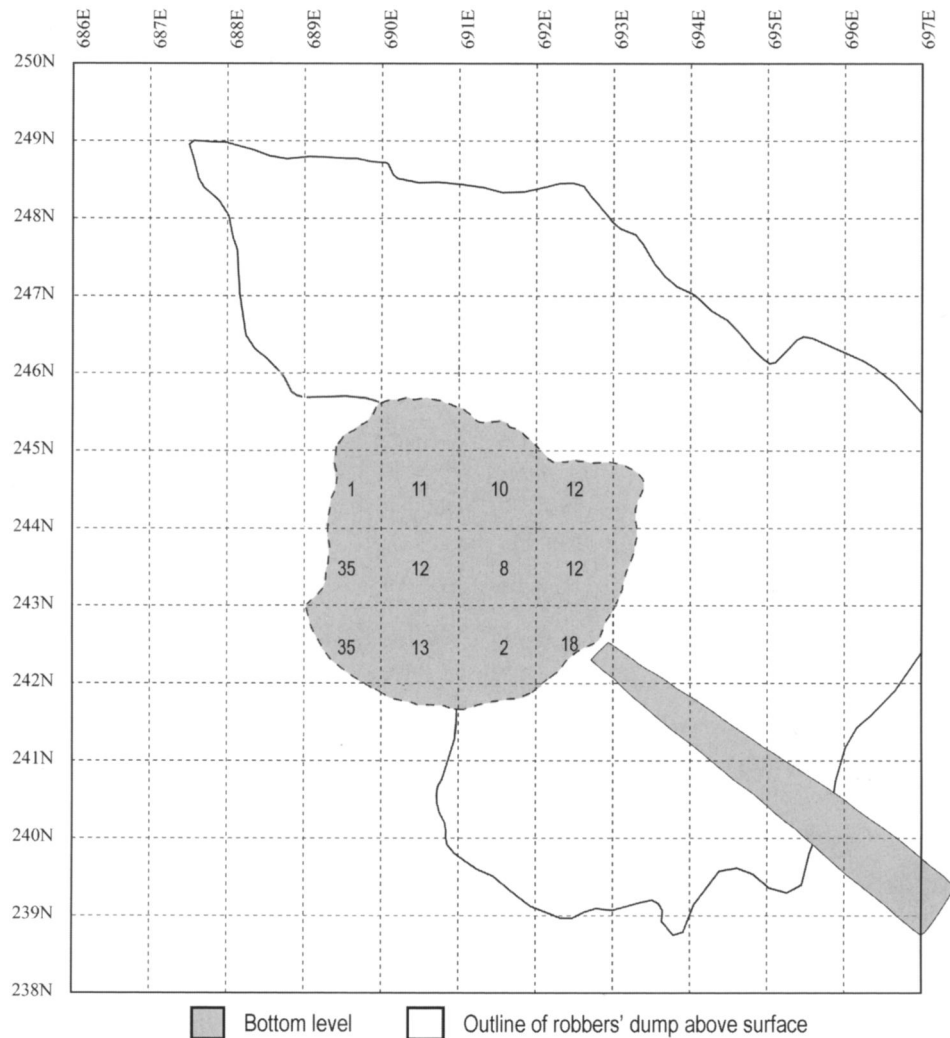 686E 687E 688E 689E 690E 691E 692E 693E 694E 695E 696E 697E
250N
249N
248N
247N
246N
245N
1 11 10 12
244N
35 12 8 12
243N
35 13 2 18
242N
241N
240N
239N
238N
Bottom level Outline of robbers' dump above surface